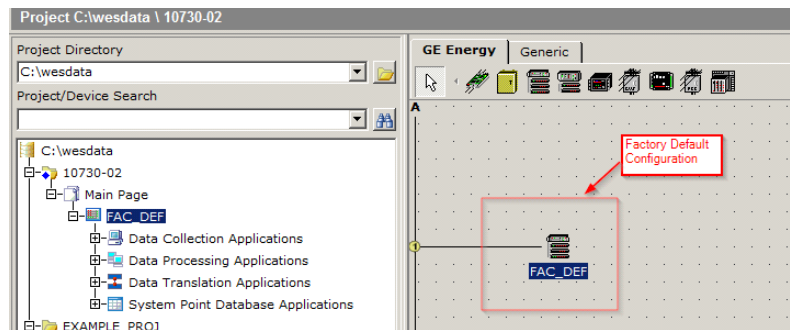 Project C:\wesdata \ 10730-02
Project Directory
C:\wesdata
Project/Device Search
C:\wesdata
10730-02
Main Page
FAC_DEF
Data Collection Applications
Data Processing Applications
Data Translation Applications
System Point Database Applications
EXAMPLE_PROJ
GE Energy
Generic
A
Factory Default
Configuration
1
FAC_DEF